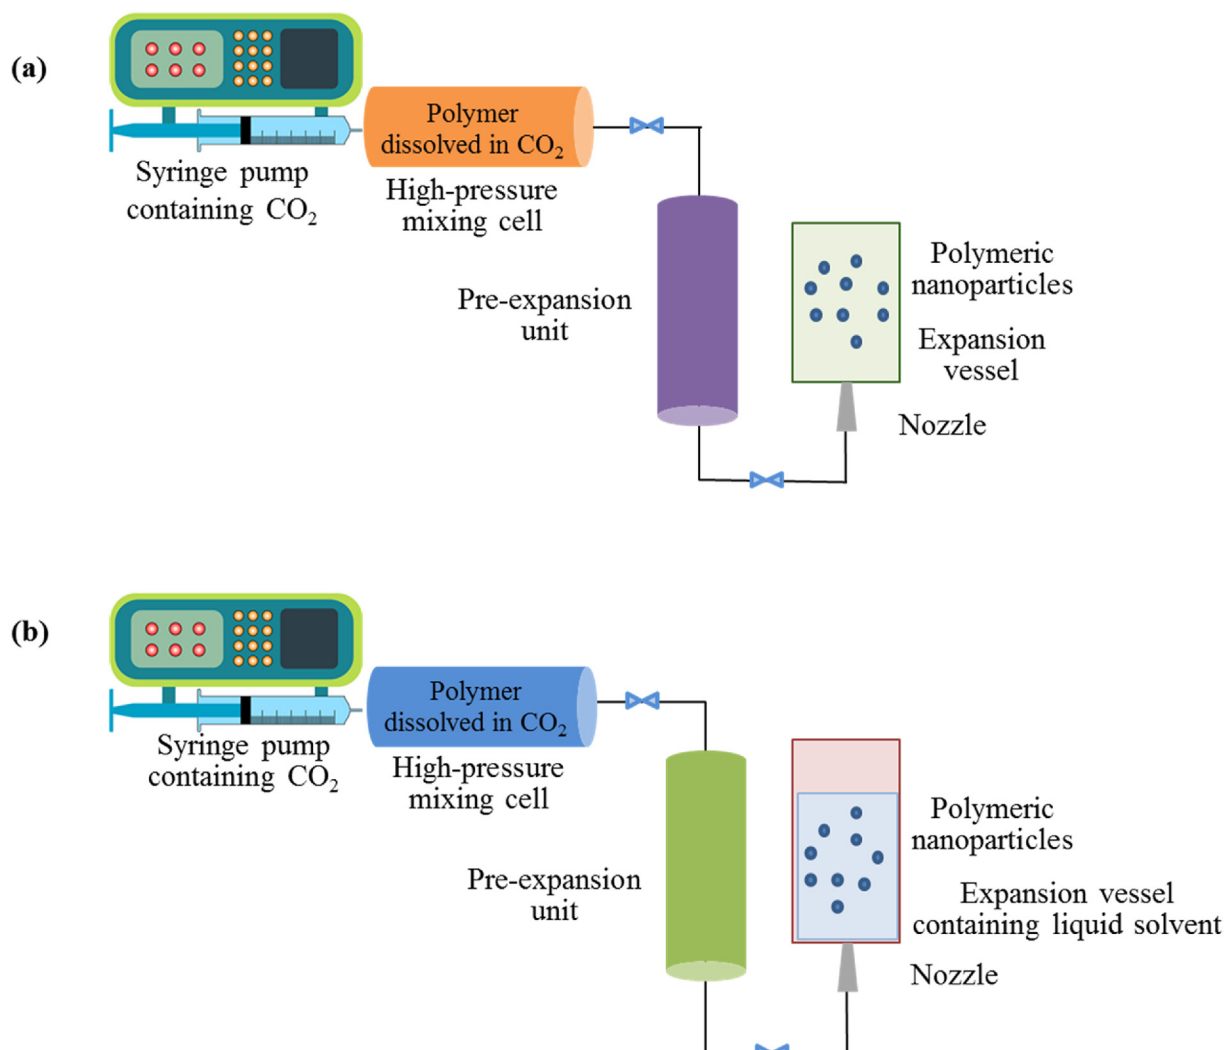 (a)
Polymer
dissolved in CO₂
Syringe pump
containing CO₂
High-pressure
mixing cell
Pre-expansion
unit
Polymeric
nanoparticles
Expansion
vessel
Nozzle
(b)
Polymer
dissolved in CO₂
Syringe pump
containing CO₂
High-pressure
mixing cell
Pre-expansion
unit
Polymeric
nanoparticles
Expansion vessel
containing liquid solvent
Nozzle